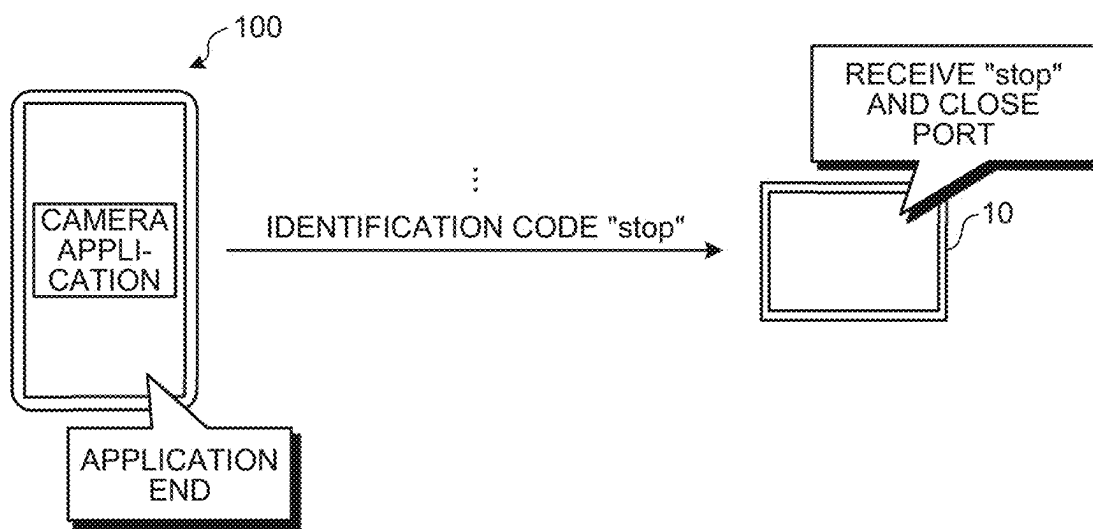 100
RECEIVE "stop"
AND CLOSE
PORT
CAMERA
APPLI-
CATION
IDENTIFICATION CODE "stop"
10
APPLICATION
END